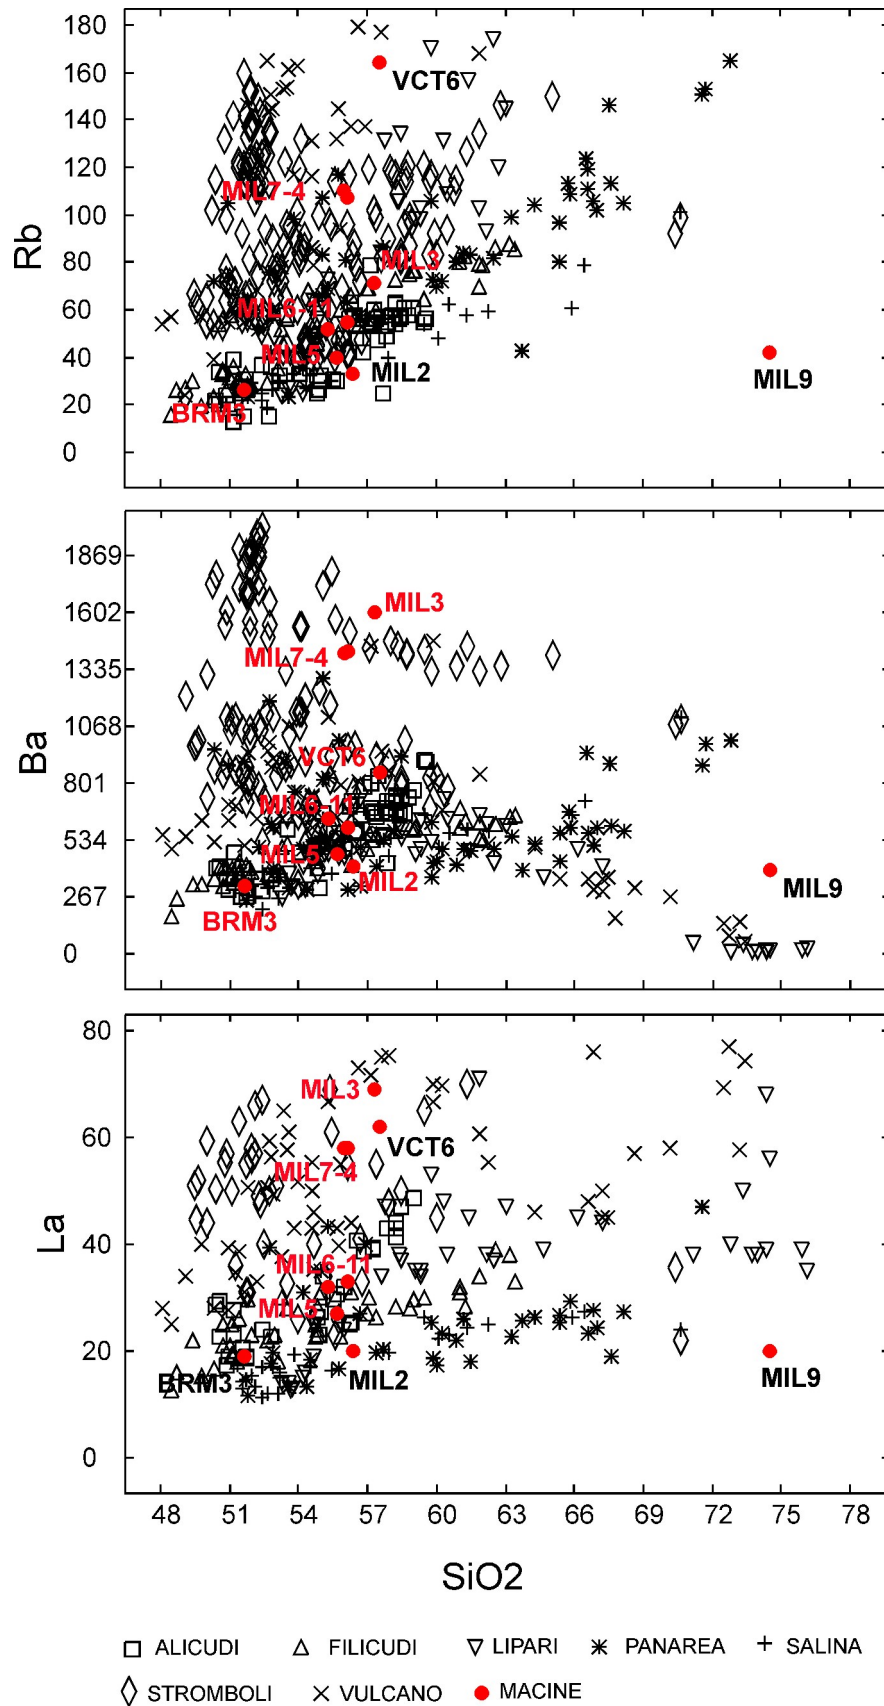 180
160
140
120
100
80
60
40
20
0
Rb
VCT6
MIL7-4
MIL3
MIL6-11
MIL5
MIL2
BRM3
MIL9
1869
1602
1335
1068
801
534
267
0
Ba
MIL3
MIL7-4
VCT6
MIL6-11
MIL5
MIL2
BRM3
MIL9
80
60
40
20
0
La
MIL3
VCT6
MIL7-4
MIL6-11
MIL5
BRM3
MIL2
MIL9
48 51 54 57 60 63 66 69 72 75 78
SiO2
ALICUDI FILICUDI LIPARI PANAREA SALINA
STROMBOLI VULCANO MACINE